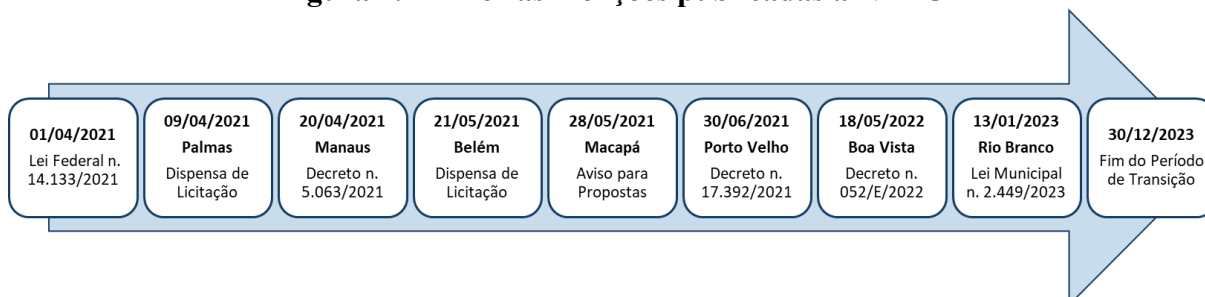 01/04/2021
Lei Federal n.
14.133/2021
09/04/2021
Palmas
Dispensa de
Licitação
20/04/2021
Manaus
Decreto n.
5.063/2021
21/05/2021
Belém
Dispensa de
Licitação
28/05/2021
Macapá
Aviso para
Propostas
30/06/2021
Porto Velho
Decreto n.
17.392/2021
18/05/2022
Boa Vista
Decreto n.
052/E/2022
13/01/2023
Rio Branco
Lei Municipal
n. 2.449/2023
30/12/2023
Fim do Período
de Transição